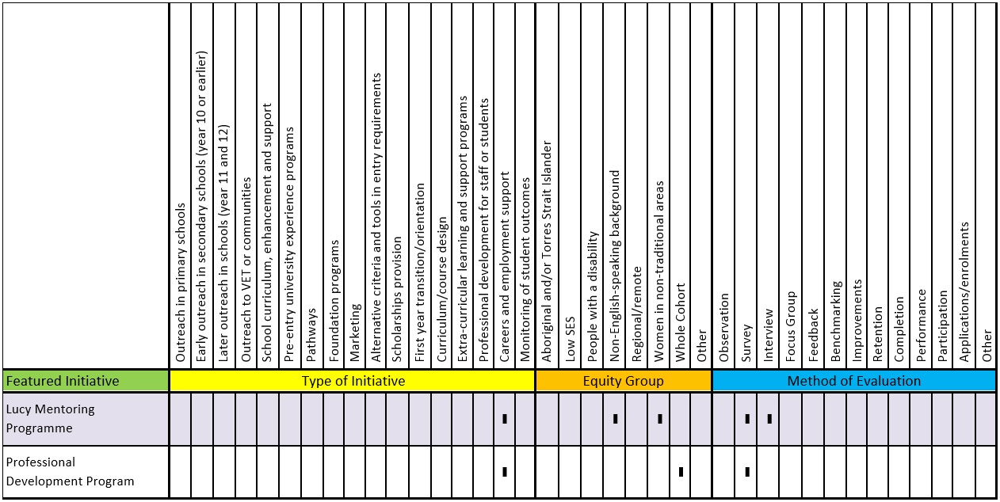 Outreach in primary schools
Early outreach in secondary schools (year 10 or earlier)
Later outreach in schools (year 11 and 12)
Outreach to VET or communities
School curriculum, enhancement and support
Pre-entry university experience programs
Pathways
Foundation programs
Marketing
Alternative criteria and tools in entry requirements
Scholarships provision
First year transition/orientation
Curriculum/course design
Extra-curricular learning and support programs
Professional development for staff or students
Careers and employment support
Monitoring of student outcomes
Aboriginal and/or Torres Strait Islander
Low SES
People with a disability
Non-English-speaking background
Regional/remote
Women in non-traditional areas
Whole Cohort
Other
Observation
Survey
Interview
Focus Group
Feedback
Benchmarking
Improvements
Retention
Completion
Performance
Participation
Applications/enrolments
Other
Featured Initiative
Type of Initiative
Equity Group
Method of Evaluation
Lucy Mentoring
Programme
Professional
Development Program